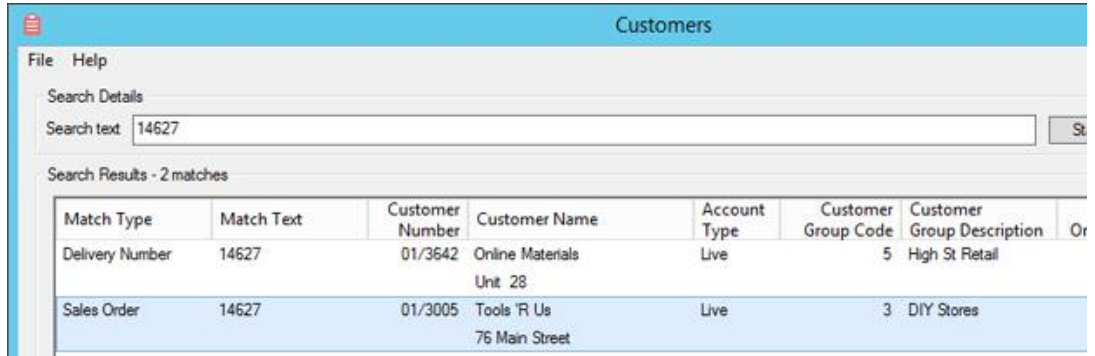 Customers
File Help
Search Details
Search text 14627
Search Results - 2 matches
Match Type Match Text Customer Number Customer Name Account Type Customer Group Code Customer Group Description
Delivery Number 14627 01/3642 Online Materials Live 5 High St Retail
Unit 28
Sales Order 14627 01/3005 Tools 'R Us Live 3 DIY Stores
76 Main Street